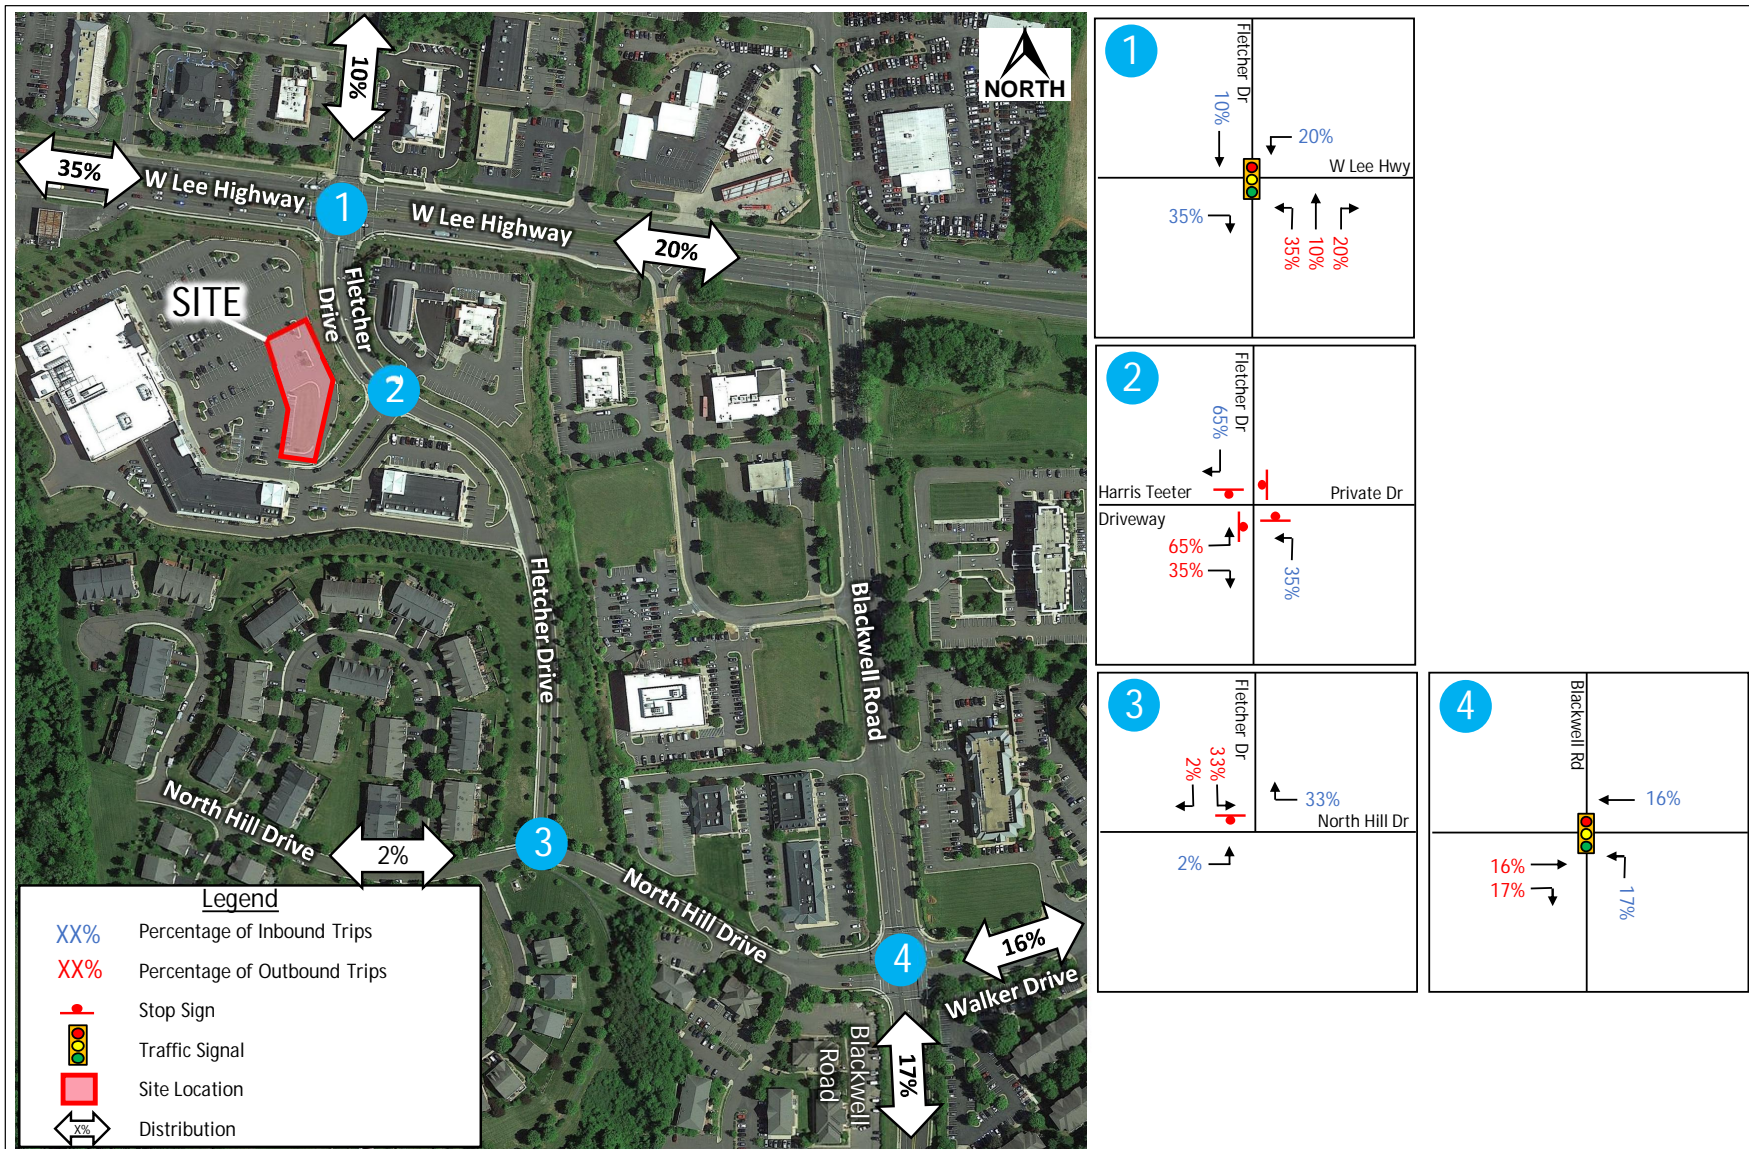 10%
NORTH
35%
W Lee Highway
1
W Lee Highway
20%
SITE
Fletcher
Drive
2
Fletcher Drive
Blackwell Road
North Hill Drive
2%
3
North Hill Drive
4
16%
Walker Drive
Blackwell
Road
17%
Legend
XX% Percentage of Inbound Trips
XX% Percentage of Outbound Trips
Stop Sign
Traffic Signal
Site Location
X% Distribution
1
Fletcher Dr
10%
20%
W Lee Hwy
35%
35%
10%
20%
2
Fletcher Dr
65%
Harris Teeter
Private Dr
Driveway
65%
35%
35%
3
Fletcher Dr
2%
33%
33%
North Hill Dr
2%
4
Blackwell Rd
16%
16%
17%
17%